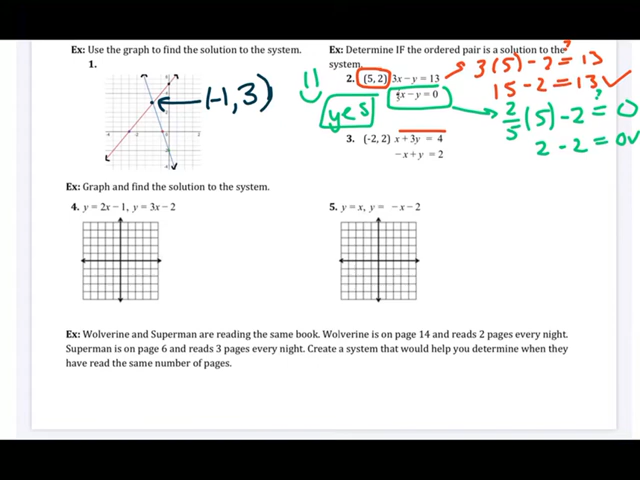 Ex: Use the graph to find the solution to the system.
1.
(-1,3)
Ex: Determine IF the ordered pair is a solution to the
system.
2. (5, 2) 3x − y = 13
x − y = 0
yes
3(5) - 2 = 13
?
15 - 2 = 13 ✓
2/5 (5) - 2 = 0
?
2 - 2 = 0
3. (-2, 2) x + 3y = 4
−x + y = 2
Ex: Graph and find the solution to the system.
4. y = 2x − 1, y = 3x − 2
5. y = x, y = −x − 2
Ex: Wolverine and Superman are reading the same book. Wolverine is on page 14 and reads 2 pages every night.
Superman is on page 6 and reads 3 pages every night. Create a system that would help you determine when they
have read the same number of pages.